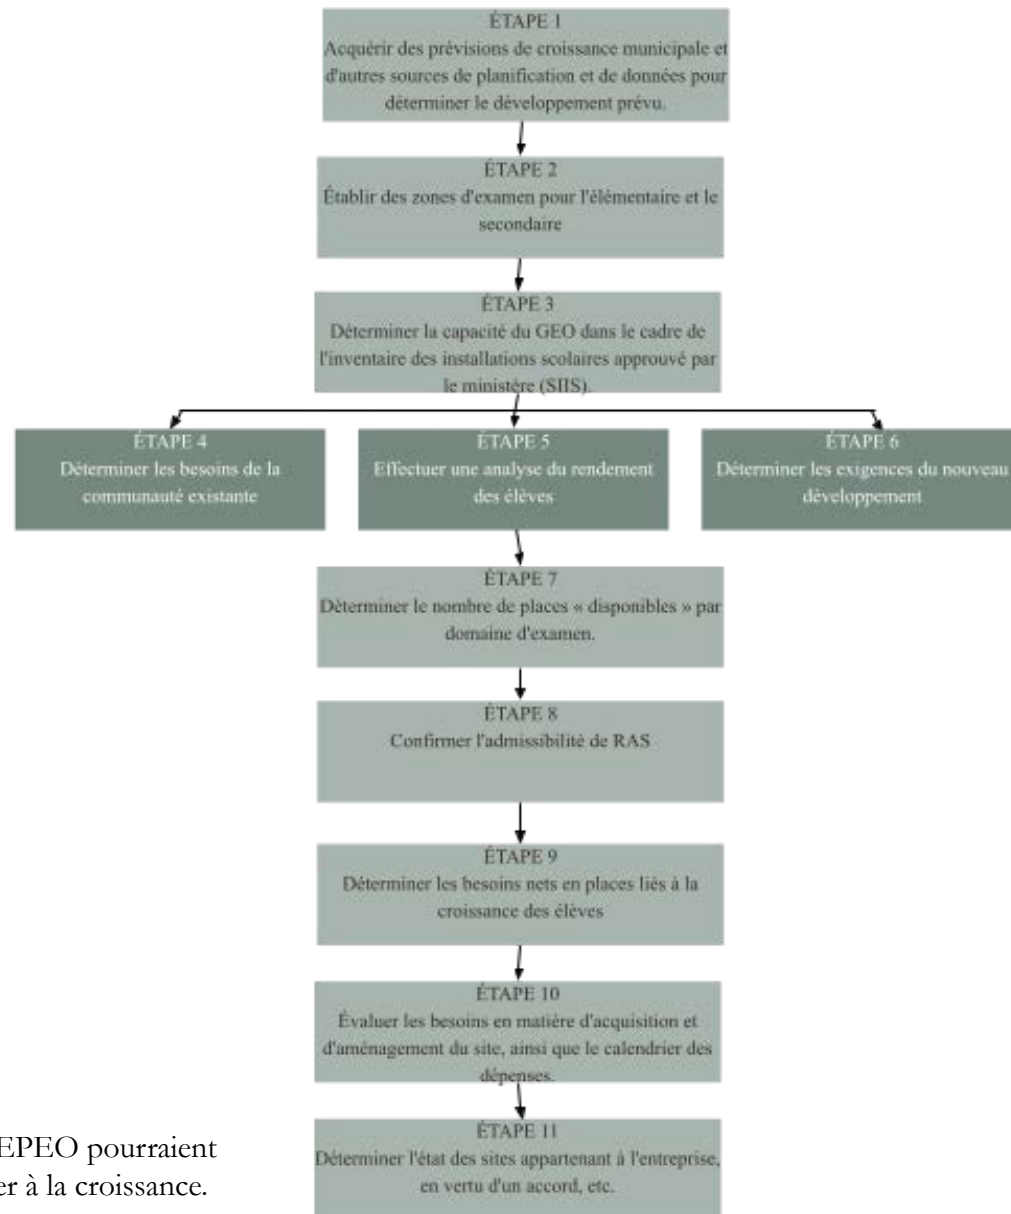 ÉTAPE 1
Acquérir des prévisions de croissance municipale et
d'autres sources de planification et de données pour
déterminer le développement prévu.
ÉTAPE 2
Établir des zones d'examen pour l'élémentaire et le
secondaire
ÉTAPE 3
Déterminer la capacité du GEO dans le cadre de
l'inventaire des installations scolaires approuvé par
le ministère (SIIS).
ÉTAPE 4
Déterminer les besoins de la
communauté existante
ÉTAPE 5
Effectuer une analyse du rendement
des élèves
ÉTAPE 6
Déterminer les exigences du nouveau
développement
ÉTAPE 7
Déterminer le nombre de places « disponibles » par
domaine d'examen.
ÉTAPE 8
Confirmer l'admissibilité de RAS
ÉTAPE 9
Déterminer les besoins nets en places liés à la
croissance des élèves
ÉTAPE 10
Évaluer les besoins en matière d'acquisition et
d'aménagement du site, ainsi que le calendrier des
dépenses.
ÉTAPE 11
Déterminer l'état des sites appartenant à l'entreprise,
en vertu d'un accord, etc.
EPEO pourraient
er à la croissance.